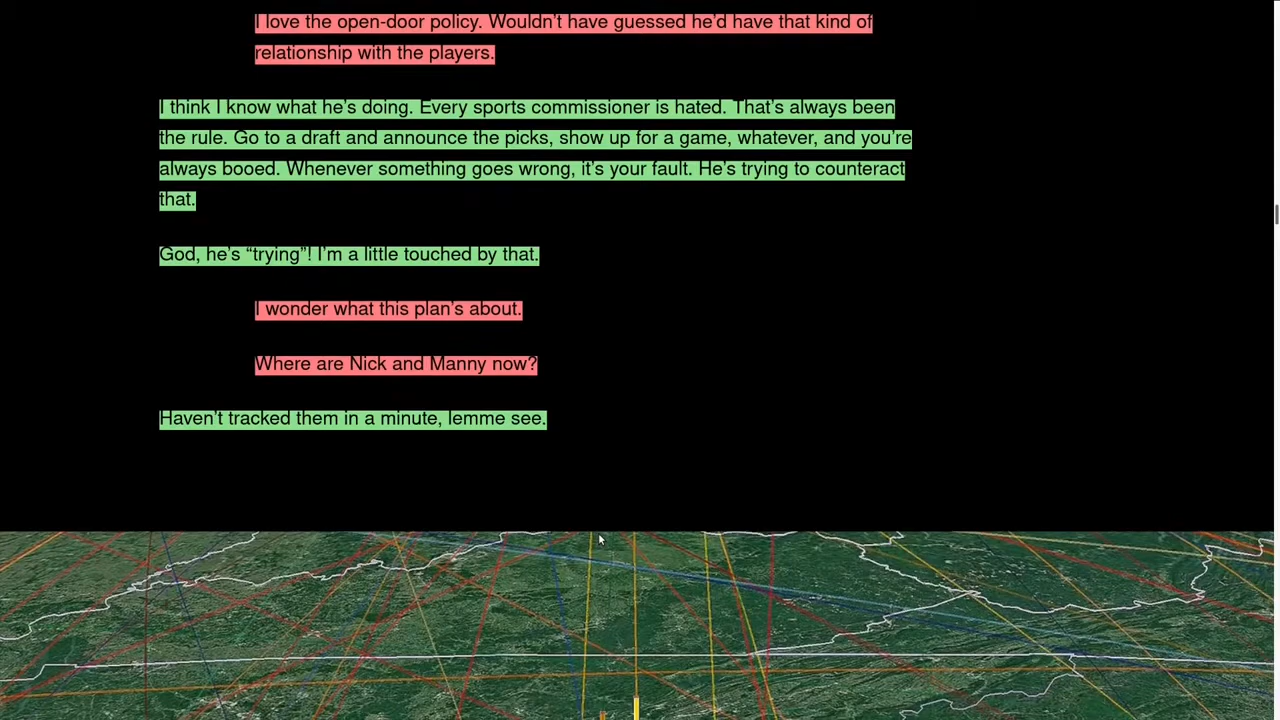 I love the open-door policy. Wouldn’t have guessed he’d have that kind of
relationship with the players.
I think I know what he’s doing. Every sports commissioner is hated. That’s always been
the rule. Go to a draft and announce the picks, show up for a game, whatever, and you’re
always booed. Whenever something goes wrong, it’s your fault. He’s trying to counteract
that.
God, he’s “trying”! I’m a little touched by that.
I wonder what this plan’s about.
Where are Nick and Manny now?
Haven’t tracked them in a minute, lemme see.